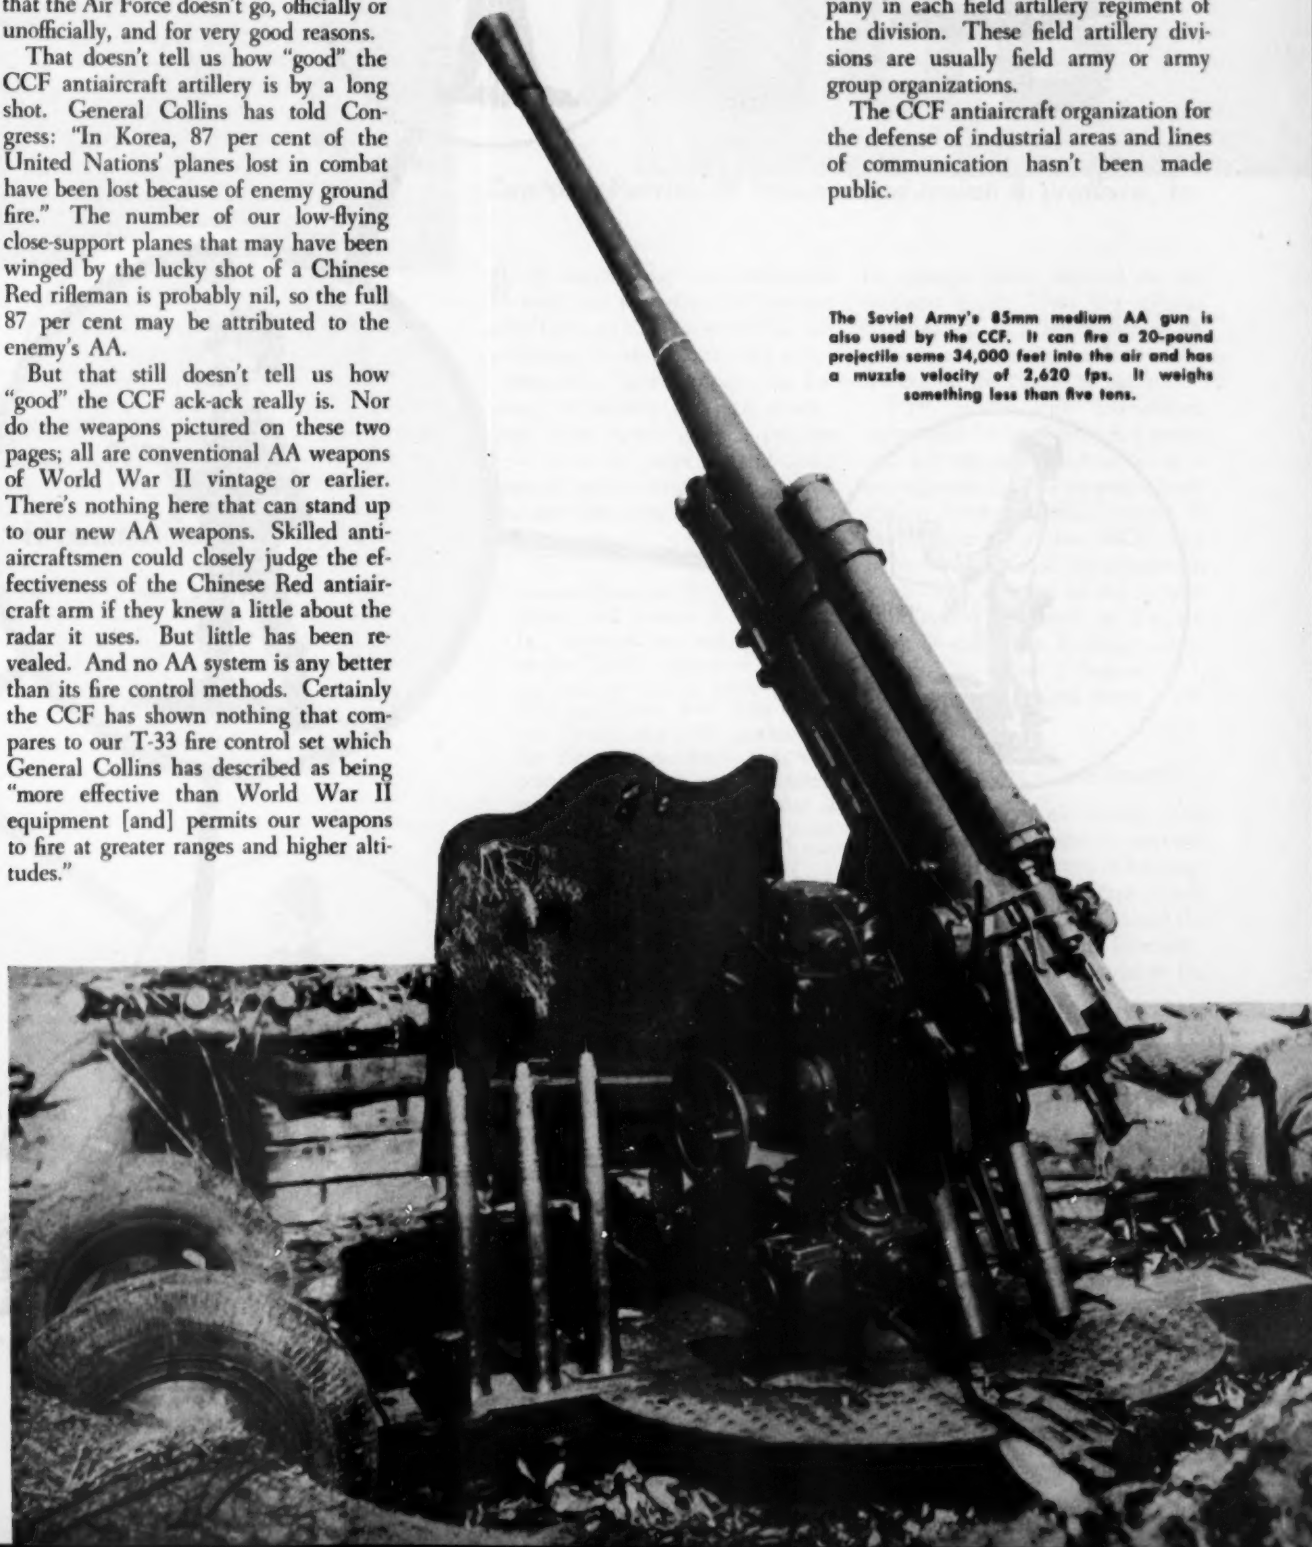 that the Air Force doesn't go, officially or
unofficially, and for very good reasons.
That doesn't tell us how "good" the
CCF antiaircraft artillery is by a long
shot. General Collins has told Con-
gress: "In Korea, 87 per cent of the
United Nations' planes lost in combat
have been lost because of enemy ground
fire." The number of our low-flying
close-support planes that may have been
winged by the lucky shot of a Chinese
Red rifleman is probably nil, so the full
87 per cent may be attributed to the
enemy's AA.
But that still doesn't tell us how
"good" the CCF ack-ack really is. Nor
do the weapons pictured on these two
pages; all are conventional AA weapons
of World War II vintage or earlier.
There's nothing here that can stand up
to our new AA weapons. Skilled anti-
aircraftsmen could closely judge the ef-
fectiveness of the Chinese Red antiair-
craft arm if they knew a little about the
radar it uses. But little has been re-
vealed. And no AA system is any better
than its fire control methods. Certainly
the CCF has shown nothing that com-
pares to our T-33 fire control set which
General Collins has described as being
"more effective than World War II
equipment [and] permits our weapons
to fire at greater ranges and higher alti-
tudes."
pany in each field artillery regiment of
the division. These field artillery divi-
sions are usually field army or army
group organizations.
The CCF antiaircraft organization for
the defense of industrial areas and lines
of communication hasn't been made
public.
The Soviet Army's 85mm medium AA gun is
also used by the CCF. It can fire a 20-pound
projectile some 34,000 feet into the air and has
a muzzle velocity of 2,620 fps. It weighs
something less than five tons.